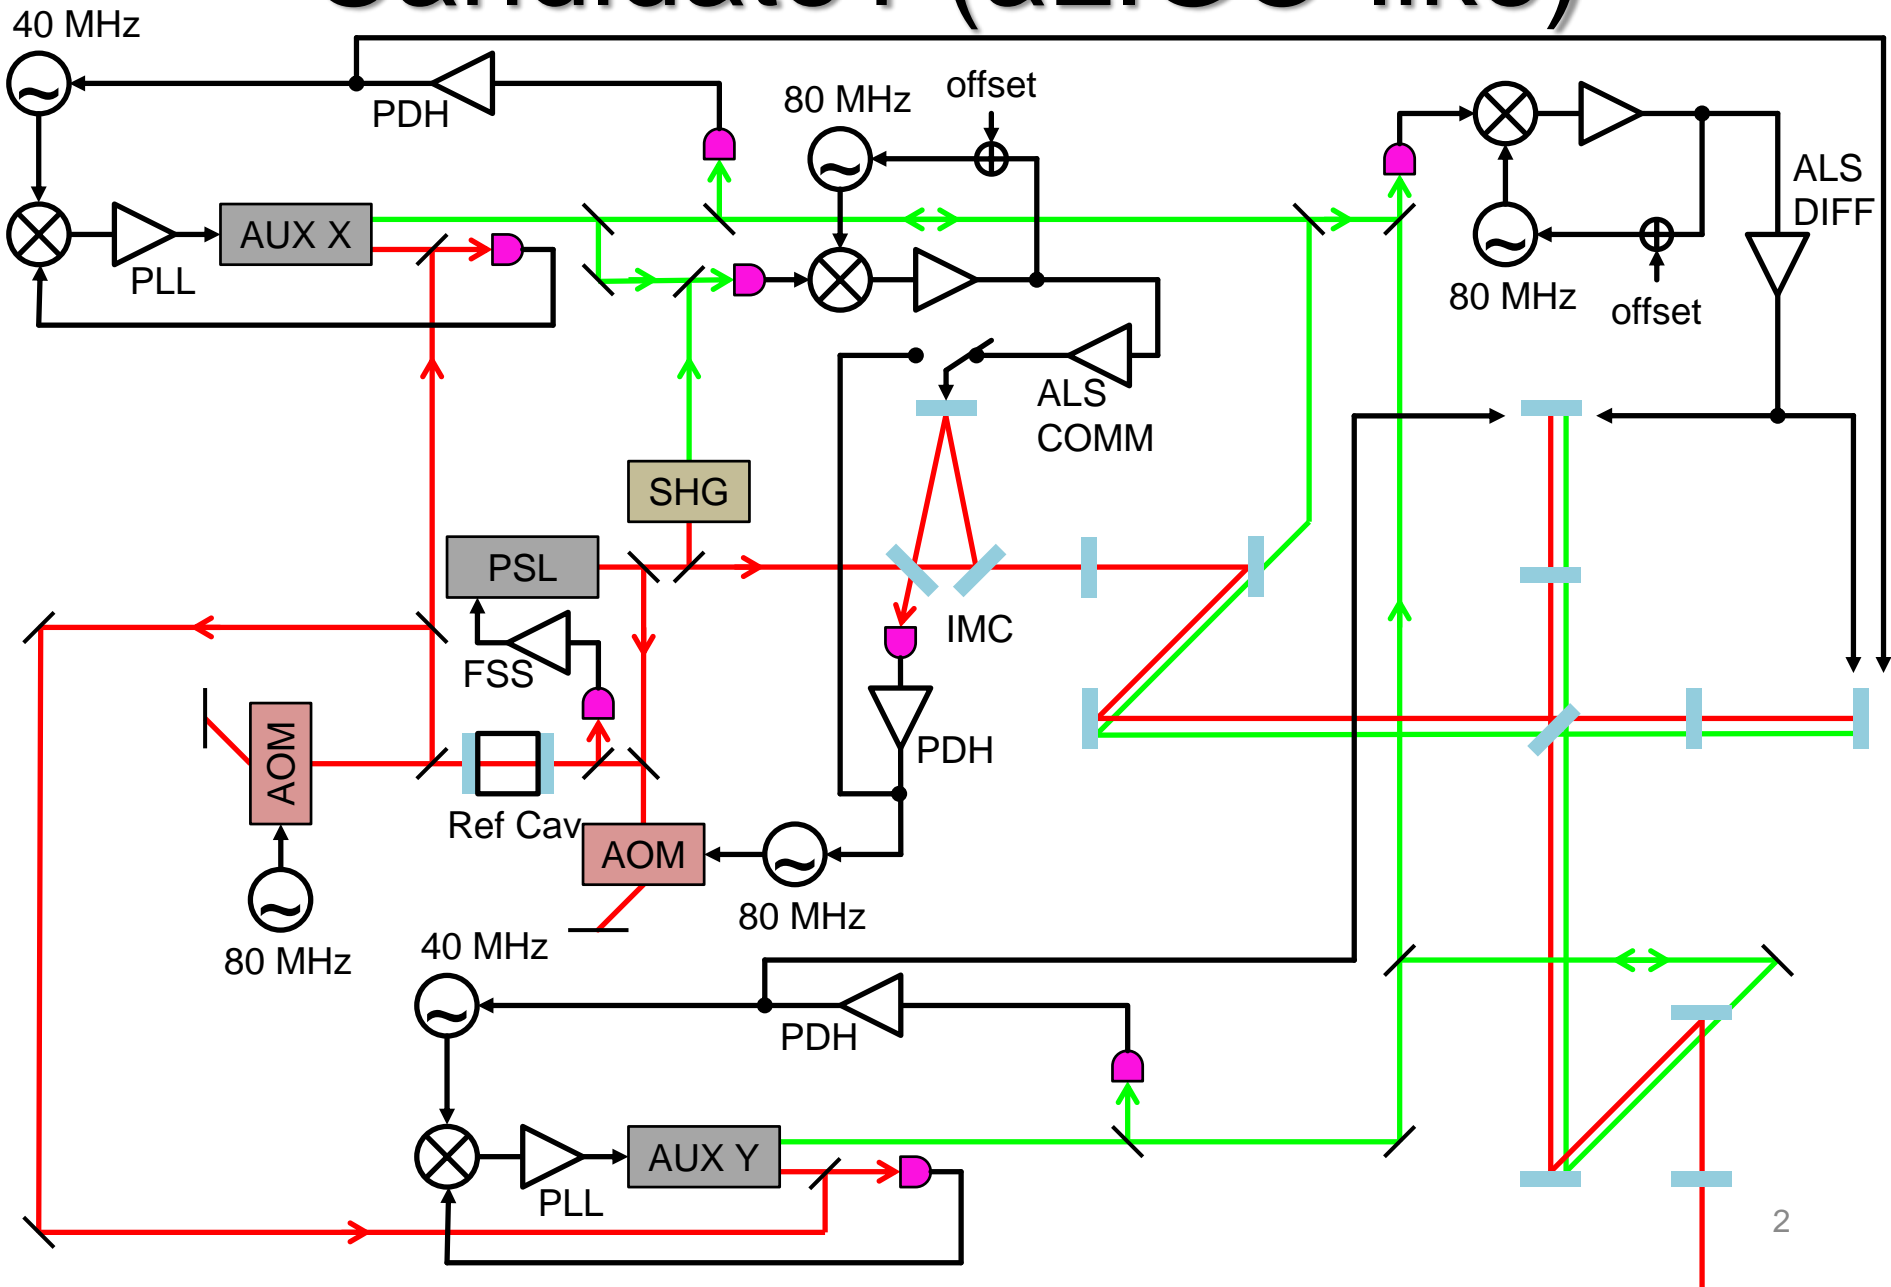 40 MHz
PDH
80 MHz
offset
ALS
DIFF
AUX X
PLL
80 MHz
offset
ALS
COMM
SHG
PSL
IMC
FSS
AOM
PDH
Ref Cav
AOM
80 MHz
80 MHz
40 MHz
PDH
AUX Y
PLL
2